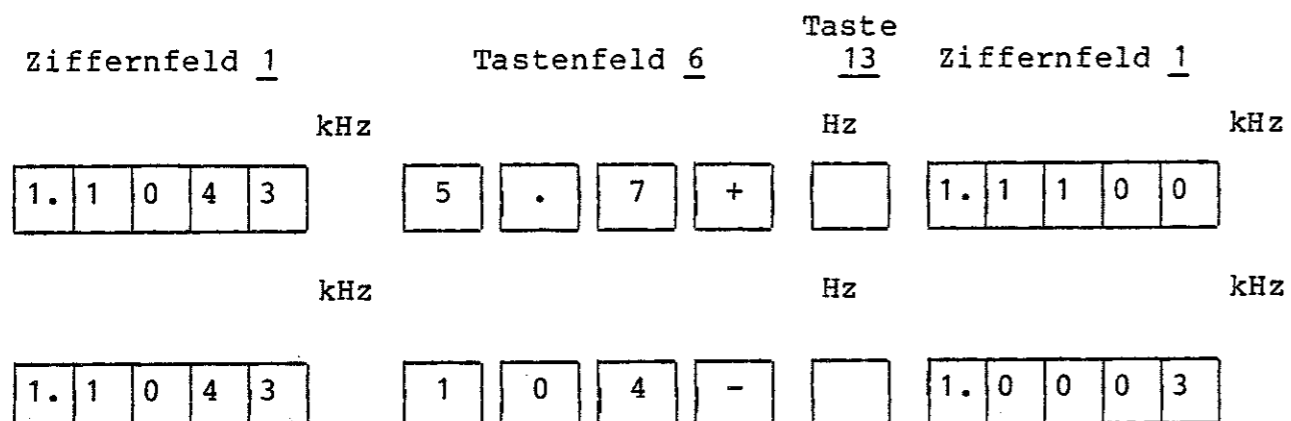 Taste
Ziffernfeld 1 Tastenfeld 6 13 Ziffernfeld 1
kHz Hz kHz
1. 1 0 4 3 5 . 7 + 1. 1 1 0 0
kHz Hz kHz
1. 1 0 4 3 1 0 4 - 1. 0 0 0 3